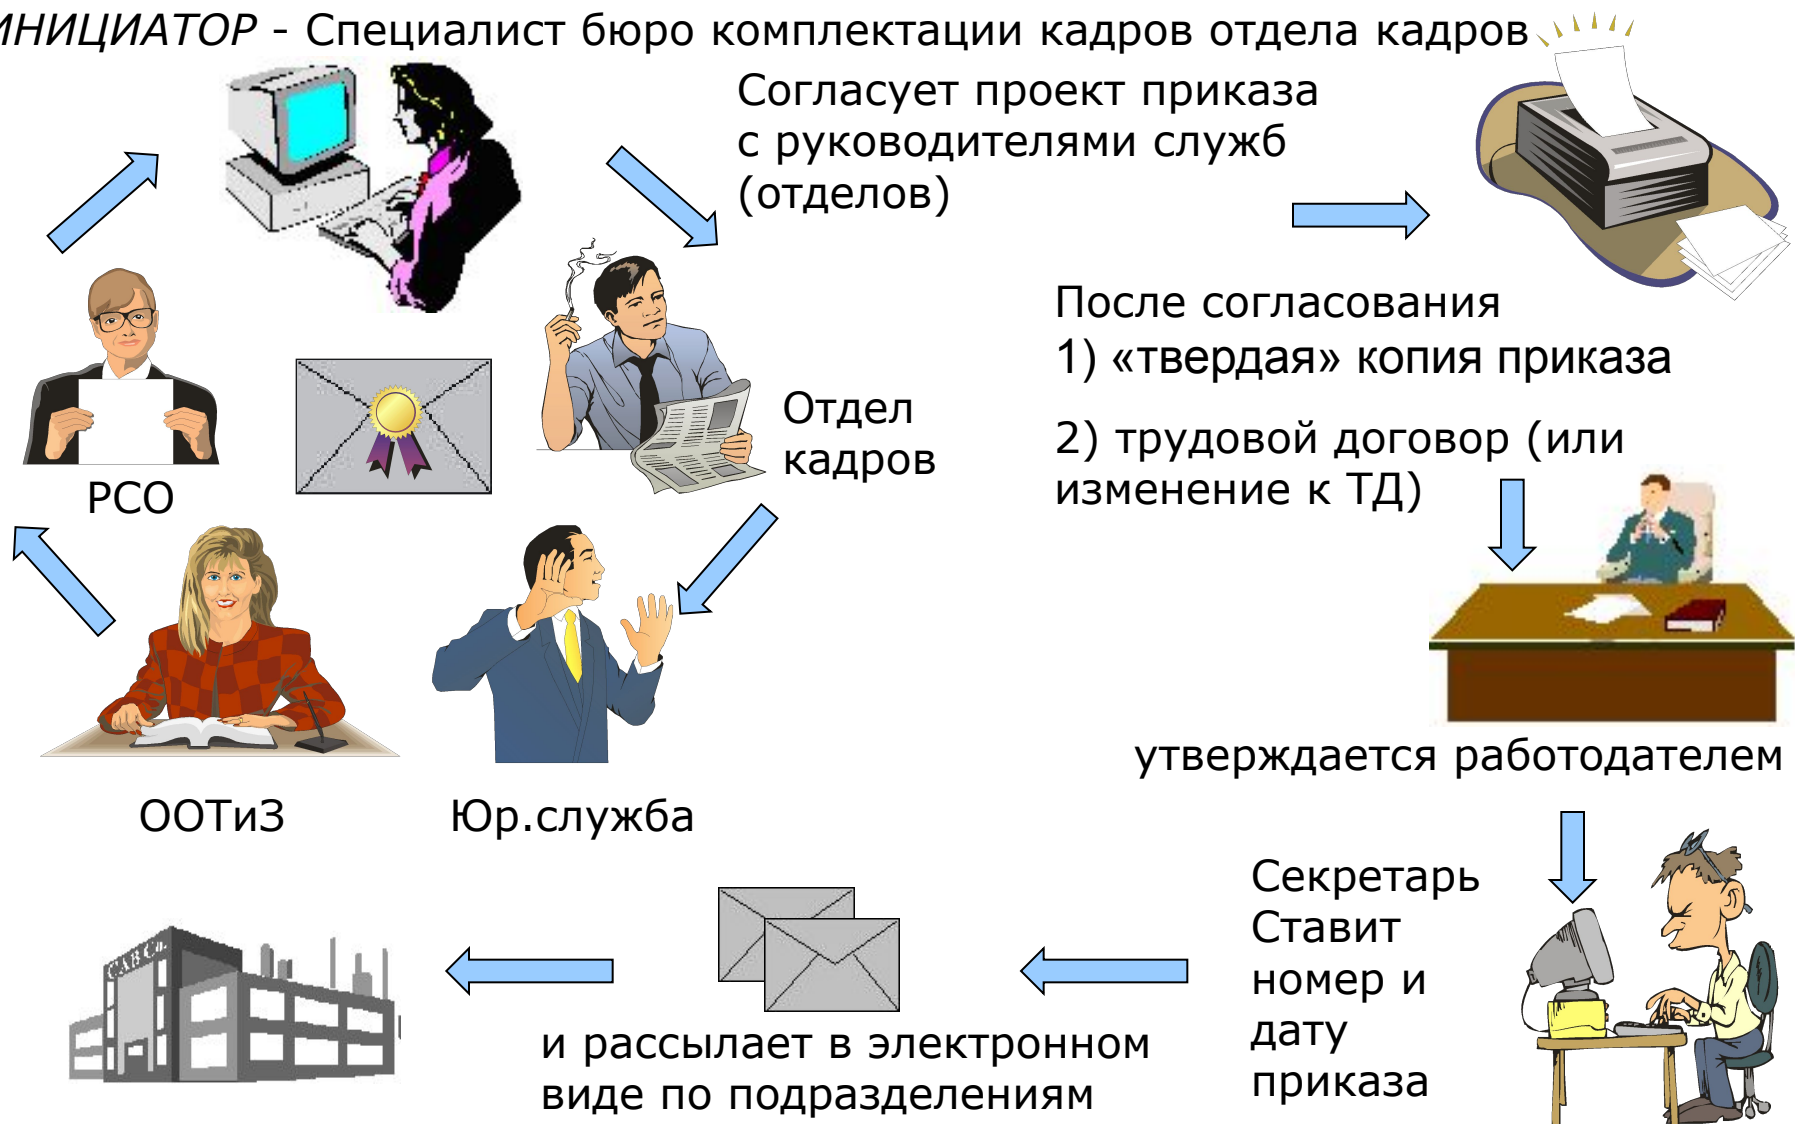 ИНИЦИАТОР - Специалист бюро комплектации кадров отдела кадров
Согласует проект приказа
с руководителями служб
(отделов)
После согласования
1) «твердая» копия приказа
2) трудовой договор (или
изменение к ТД)
Отдел
кадров
РСО
ООТиЗ
Юр.служба
утверждается работодателем
Секретарь
Ставит
номер и
дату
приказа
и рассылает в электронном
виде по подразделениям